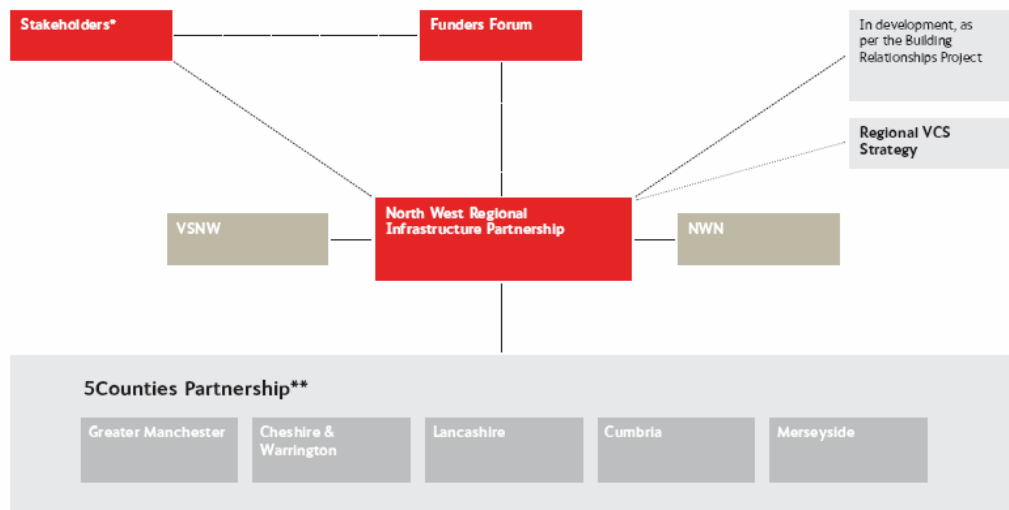 Stakeholders*
Funders Forum
In development, as
per the Building
Relationships Project
Regional VCS
Strategy
North West Regional
Infrastructure Partnership
VSNW
NWN
5Counties Partnership**
Greater Manchester
Cheshire &
Warrington
Lancashire
Cumbria
Merseyside